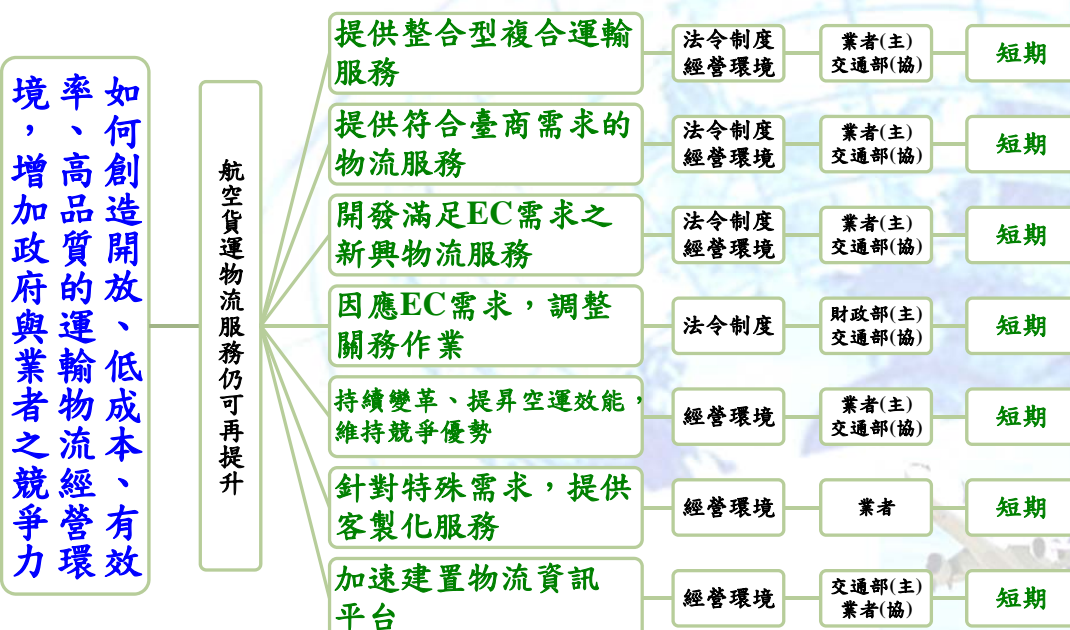 如何創造開放、低成本、有效
率、高品質的運輸物流經營環
境，增加政府與業者之競爭力
航空貨運物流服務仍可再提升
提供整合型複合運輸
服務
法令制度
經營環境
業者(主)
交通部(協)
短期
提供符合臺商需求的
物流服務
法令制度
經營環境
業者(主)
交通部(協)
短期
開發滿足EC需求之
新興物流服務
法令制度
經營環境
業者(主)
交通部(協)
短期
因應EC需求，調整
關務作業
法令制度
財政部(主)
交通部(協)
短期
持續變革、提昇空運效能，
維持競爭優勢
經營環境
業者(主)
交通部(協)
短期
針對特殊需求，提供
客製化服務
經營環境
業者
短期
加速建置物流資訊
平台
經營環境
交通部(主)
業者(協)
短期